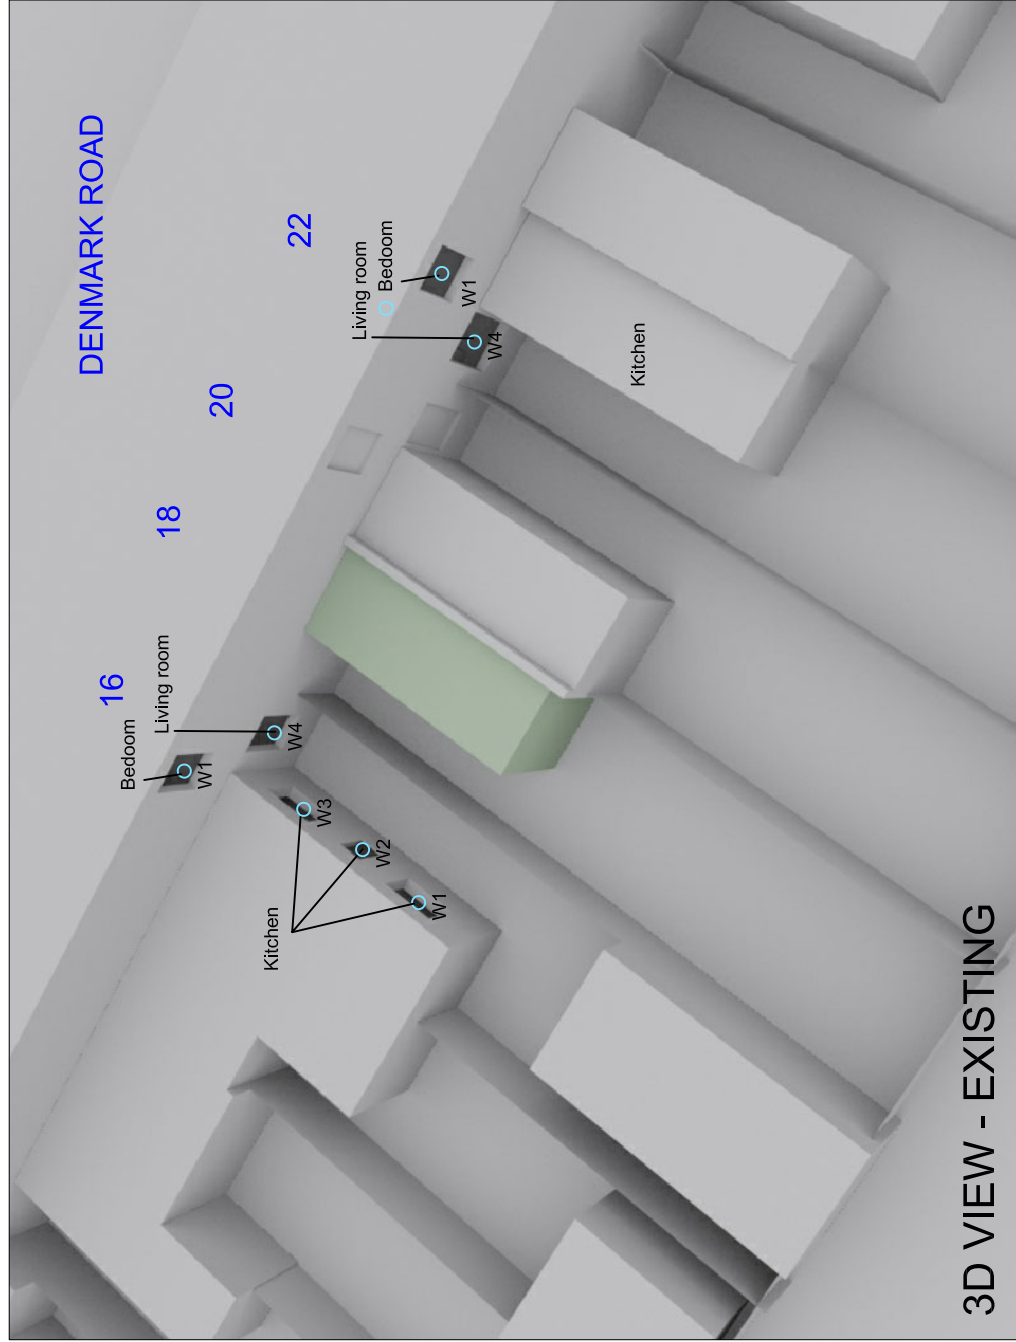 DENMARK ROAD
22
Living room
Bedoom
W1
W4
Kitchen
20
18
16
Bedoom
Living room
W1
W4
W3
W2
W1
Kitchen
3D VIEW - EXISTING